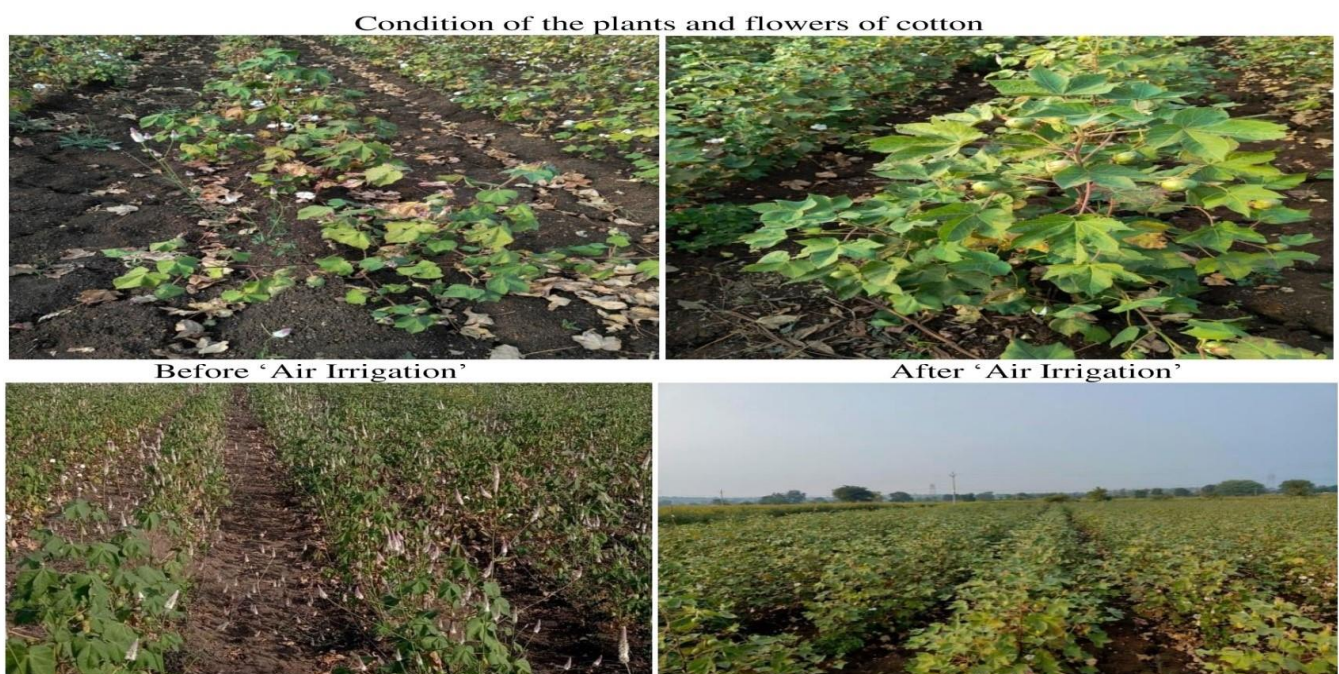 Condition of the plants and flowers of cotton
Before ‘Air Irrigation’
After ‘Air Irrigation’